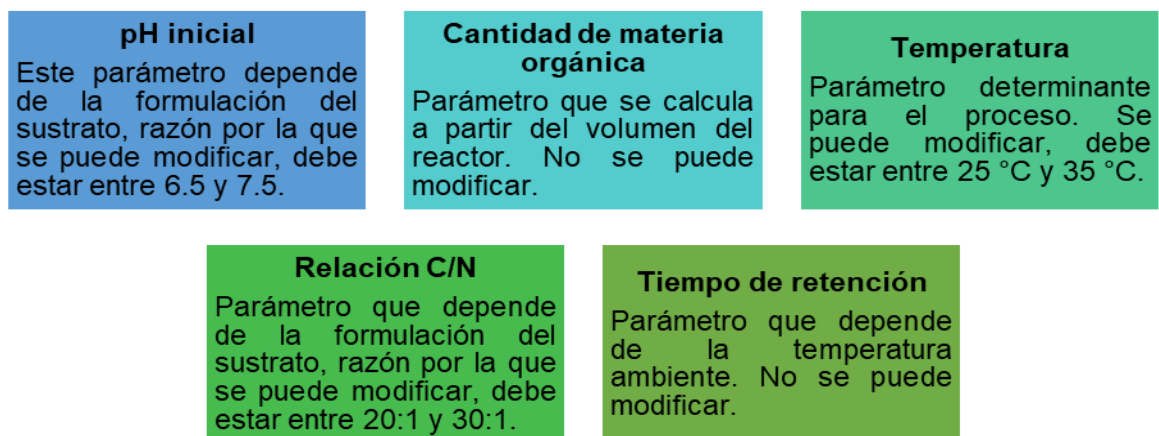 pH inicial
Este parámetro depende
de la formulación del
sustrato, razón por la que
se puede modificar, debe
estar entre 6.5 y 7.5.
Cantidad de materia
orgánica
Parámetro que se calcula
a partir del volumen del
reactor. No se puede
modificar.
Temperatura
Parámetro determinante
para el proceso. Se
puede modificar, debe
estar entre 25 °C y 35 °C.
Relación C/N
Parámetro que depende
de la formulación del
sustrato, razón por la que
se puede modificar, debe
estar entre 20:1 y 30:1.
Tiempo de retención
Parámetro que depende
de la temperatura
ambiente. No se puede
modificar.